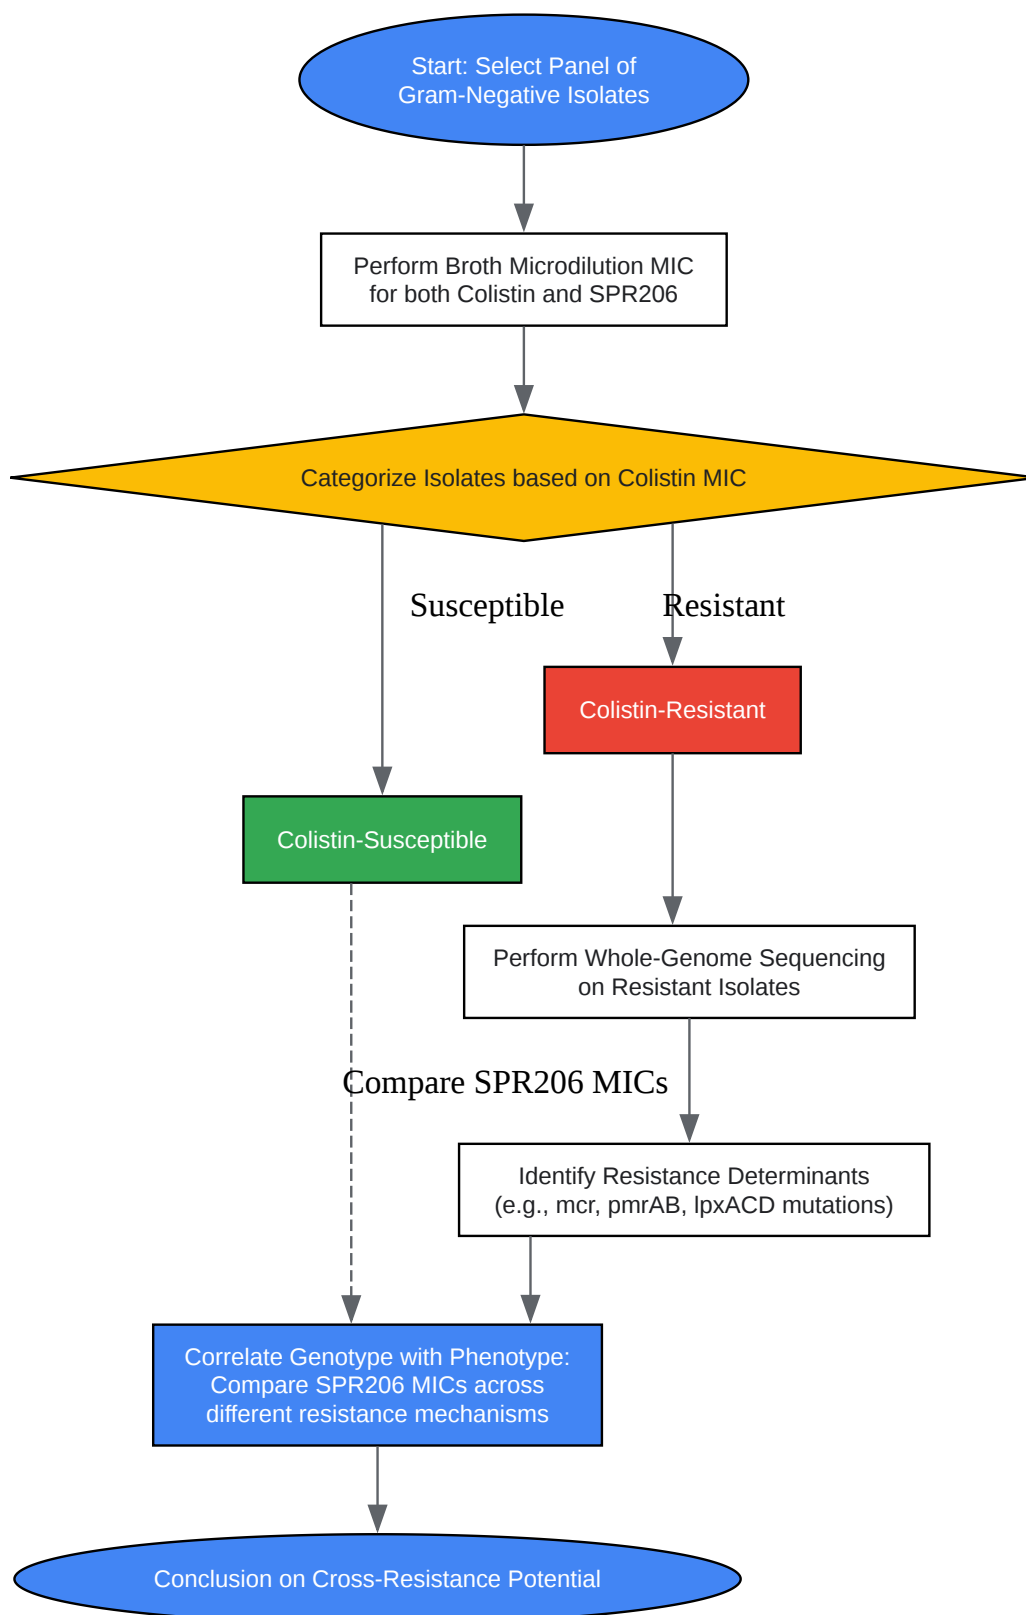 Start: Select Panel of
Gram-Negative Isolates
Perform Broth Microdilution MIC
for both Colistin and SPR206
Categorize Isolates based on Colistin MIC
Susceptible
Resistant
Colistin-Resistant
Colistin-Susceptible
Perform Whole-Genome Sequencing
on Resistant Isolates
Compare SPR206 MICs
Identify Resistance Determinants
(e.g., mcr, pmrAB, lpxACD mutations)
Correlate Genotype with Phenotype:
Compare SPR206 MICs across
different resistance mechanisms
Conclusion on Cross-Resistance Potential